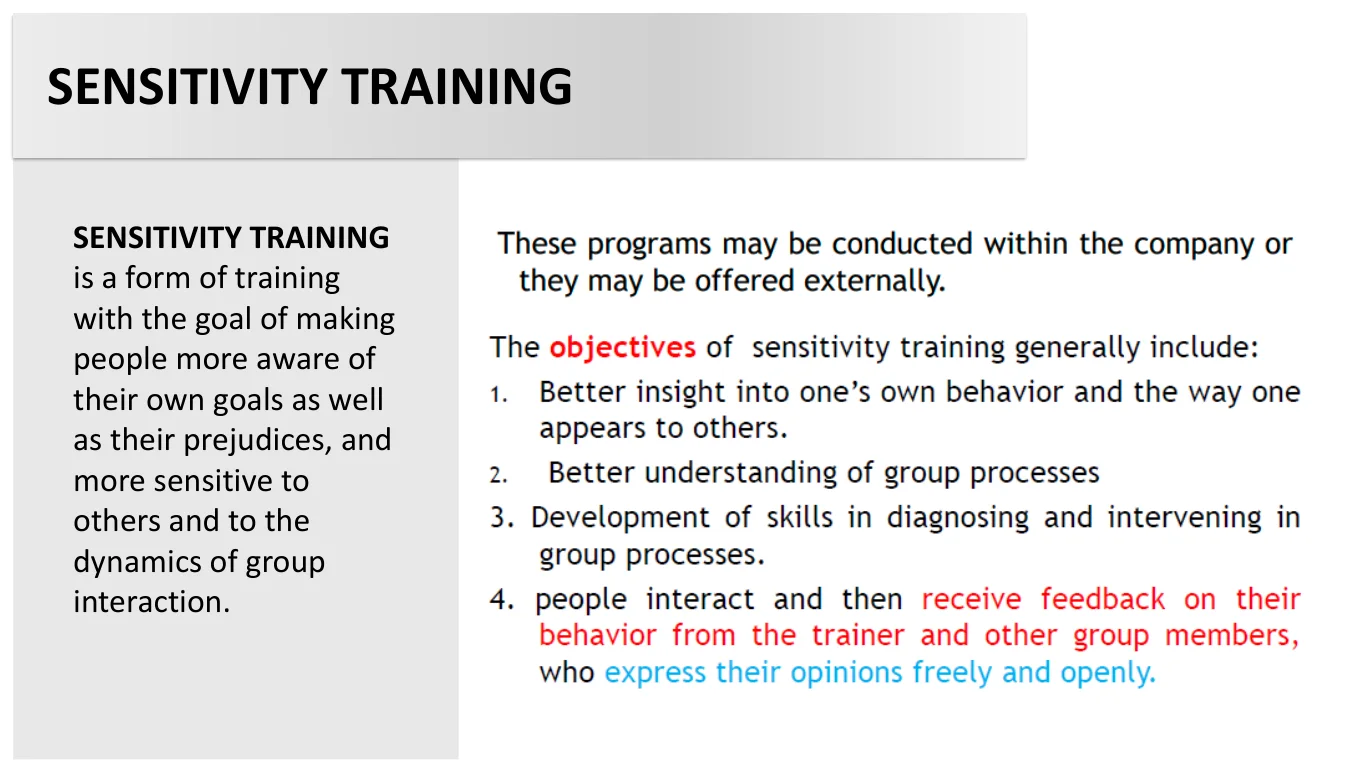 SENSITIVITY TRAINING
SENSITIVITY TRAINING
is a form of training
with the goal of making
people more aware of
their own goals as well
as their prejudices, and
more sensitive to
others and to the
dynamics of group
interaction.
These programs may be conducted within the company or
they may be offered externally.
The objectives of sensitivity training generally include:
1. Better insight into one’s own behavior and the way one
appears to others.
2. Better understanding of group processes
3. Development of skills in diagnosing and intervening in
group processes.
4. people interact and then receive feedback on their
behavior from the trainer and other group members,
who express their opinions freely and openly.